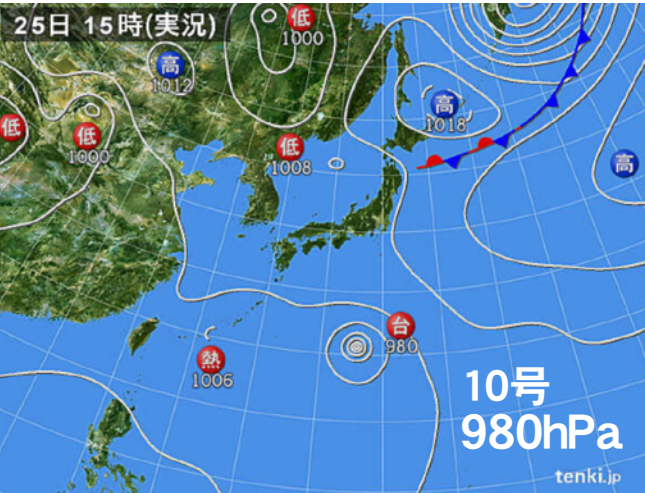 25日 15時(実況)
低
1000
高
1012
高
1018
低
低
1000
低
1008
高
台
980
熱
1006
10号
980hPa
tenki.jp